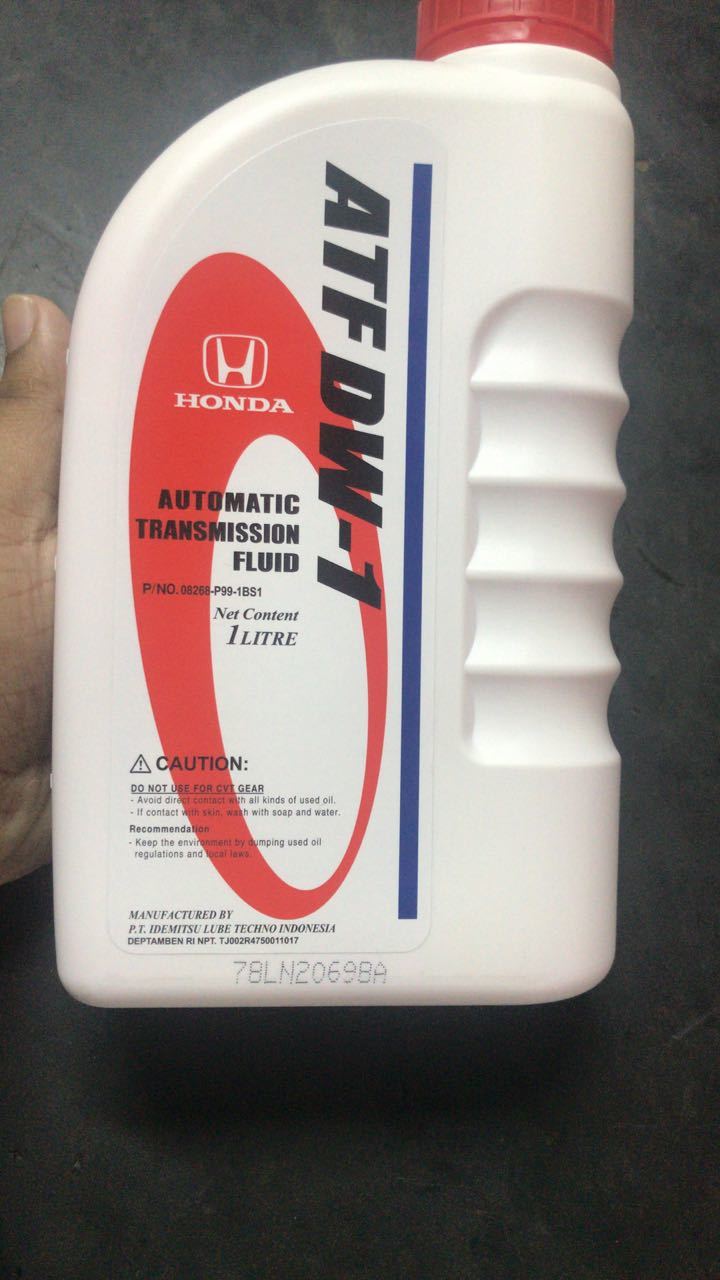 ATF DW-1
HONDA
AUTOMATIC
TRANSMISSION
FLUID
P/NO. 08268-P99-1BS1
Net Content
1 LITRE
CAUTION:
DO NOT USE FOR CVT GEAR
- Avoid direct contact with all kinds of used oil.
- If contact with skin, wash with soap and water.
Recommendation
- Keep the environment by dumping used oil
regulations and local laws.
MANUFACTURED BY
P.T. IDEMITSU LUBE TECHNO INDONESIA
DEPTAMBEN RI NPT. TJ002R4750011017
78LN2069BA